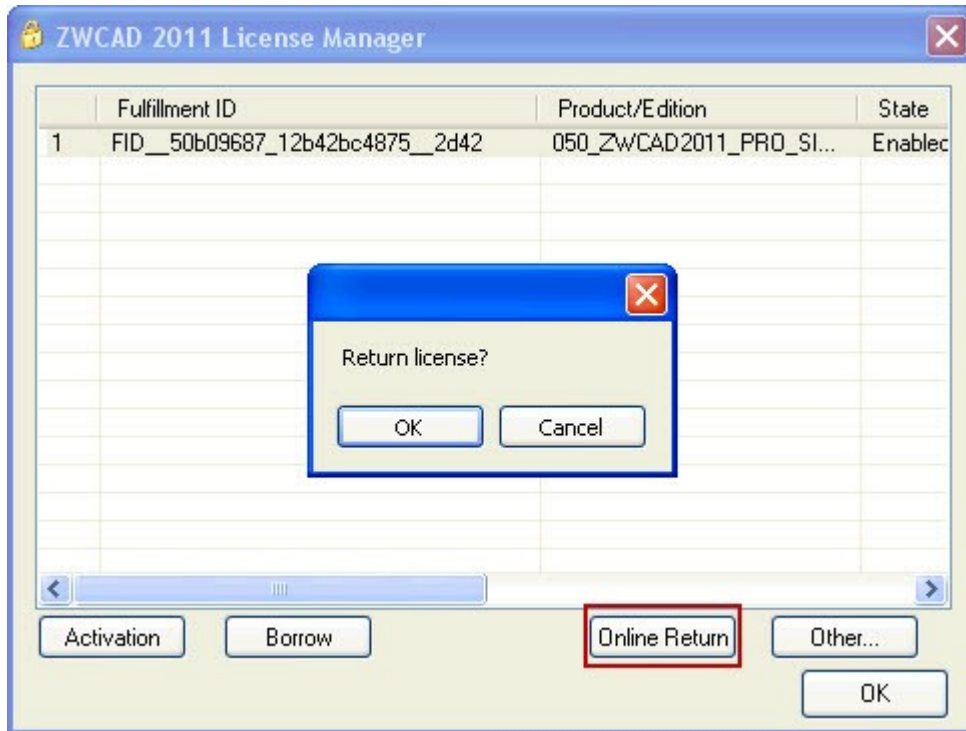 ZWCAD 2011 License Manager
Fulfillment ID Product/Edition State
1 FID__50b09687_12b42bc4875__2d42 050_ZWCAD2011_PRO_SI... Enabled
Return license?
OK Cancel
Activation Borrow Online Return Other...
OK